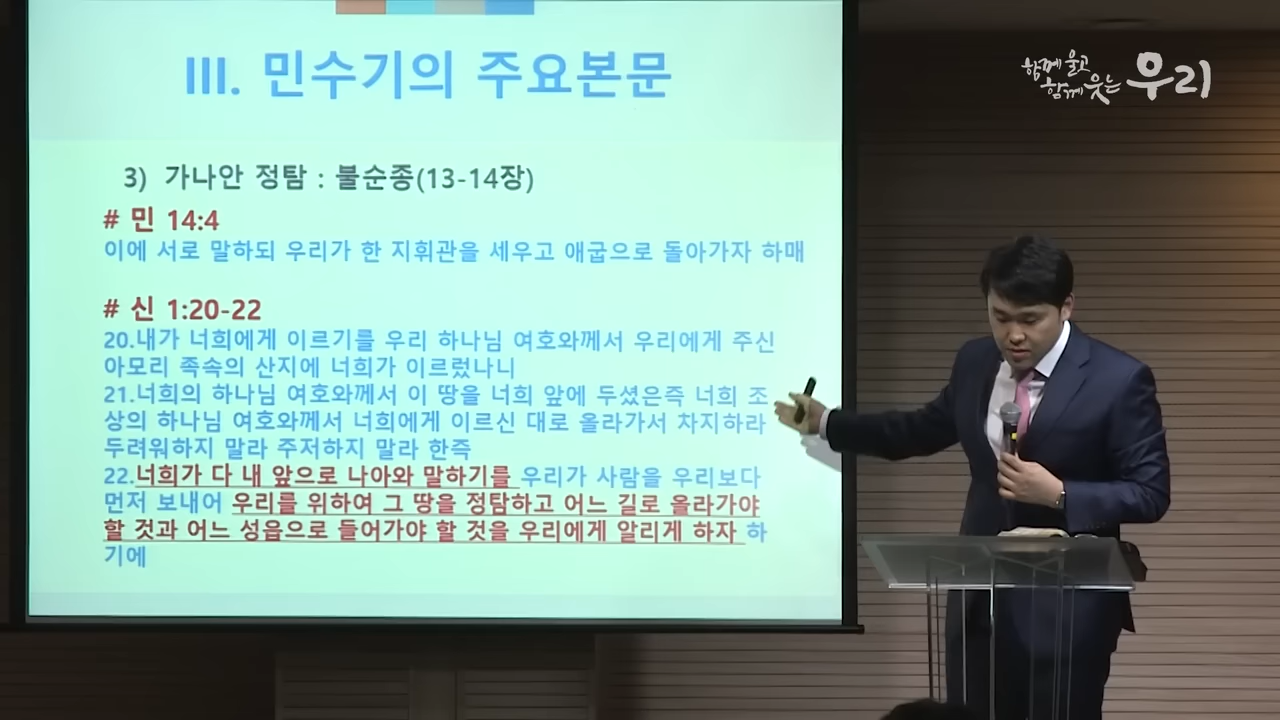 III. 민수기의 주요본문
함께 울고
함께 웃는 우리
3) 가나안 정탐 : 불순종(13-14장)
# 민 14:4
이에 서로 말하되 우리가 한 지휘관을 세우고 애굽으로 돌아가자 하매
# 신 1:20-22
20.내가 너희에게 이르기를 우리 하나님 여호와께서 우리에게 주신
아모리 족속의 산지에 너희가 이르렀나니
21.너희의 하나님 여호와께서 이 땅을 너희 앞에 두셨은즉 너희 조
상의 하나님 여호와께서 너희에게 이르신 대로 올라가서 차지하라
두려워하지 말라 주저하지 말라 한즉
22.너희가 다 내 앞으로 나아와 말하기를 우리가 사람을 우리보다
먼저 보내어 우리를 위하여 그 땅을 정탐하고 어느 길로 올라가야
할 것과 어느 성읍으로 들어가야 할 것을 우리에게 알리게 하자 하
기에